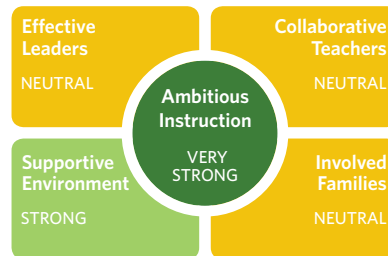 Effective
Leaders
NEUTRAL
Collaborative
Teachers
NEUTRAL
Ambitious
Instruction
VERY
STRONG
Supportive
Environment
STRONG
Involved
Families
NEUTRAL